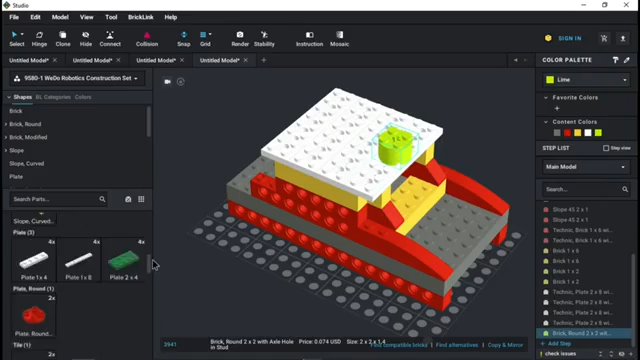 Studio
File Edit Model View Tool BrickLink Help
Select Hinge Clone Hide Connect Collision Snap Grid Render Stability Instruction Mosaic SIGN IN
Untitled Model* Untitled Model* Untitled Model* Untitled Model* COLOR PALETTE
9580-1 WeDo Robotics Construction Set
Lime
Shapes BL Categories Colors
Favorite Colors
Brick
Brick, Round
Content Colors
Brick, Modified
Slope
STEP LIST Step view
Slope, Curved
Main Model
Plate
Search Parts
Search...
Slope, Curved...
Slope 45 2 x 1
Plate (3)
Slope 45 2 x 1
4x 4x 4x
Technic, Brick 1 x 6 wi...
Technic, Brick 1 x 6 wi...
Brick 1 x 6
Plate 1 x 4 Plate 1 x 8 Plate 2 x 4
Brick 1 x 6
Brick 1 x 2
Plate, Round (1)
Brick 1 x 2
2x
Technic, Plate 2 x 8 wi...
Technic, Plate 2 x 8 wi...
Technic, Plate 2 x 8 wi...
Plate, Round...
Brick, Round 2 x 2 wit...
Tile (1)
Add Step
3941 Brick, Round 2 x 2 with Axle Hole Price: 0.074 USD Size: 2 x 2 x 1.4
in Stud Find compatible bricks Find alternatives Copy & Mirror
2x
check issues